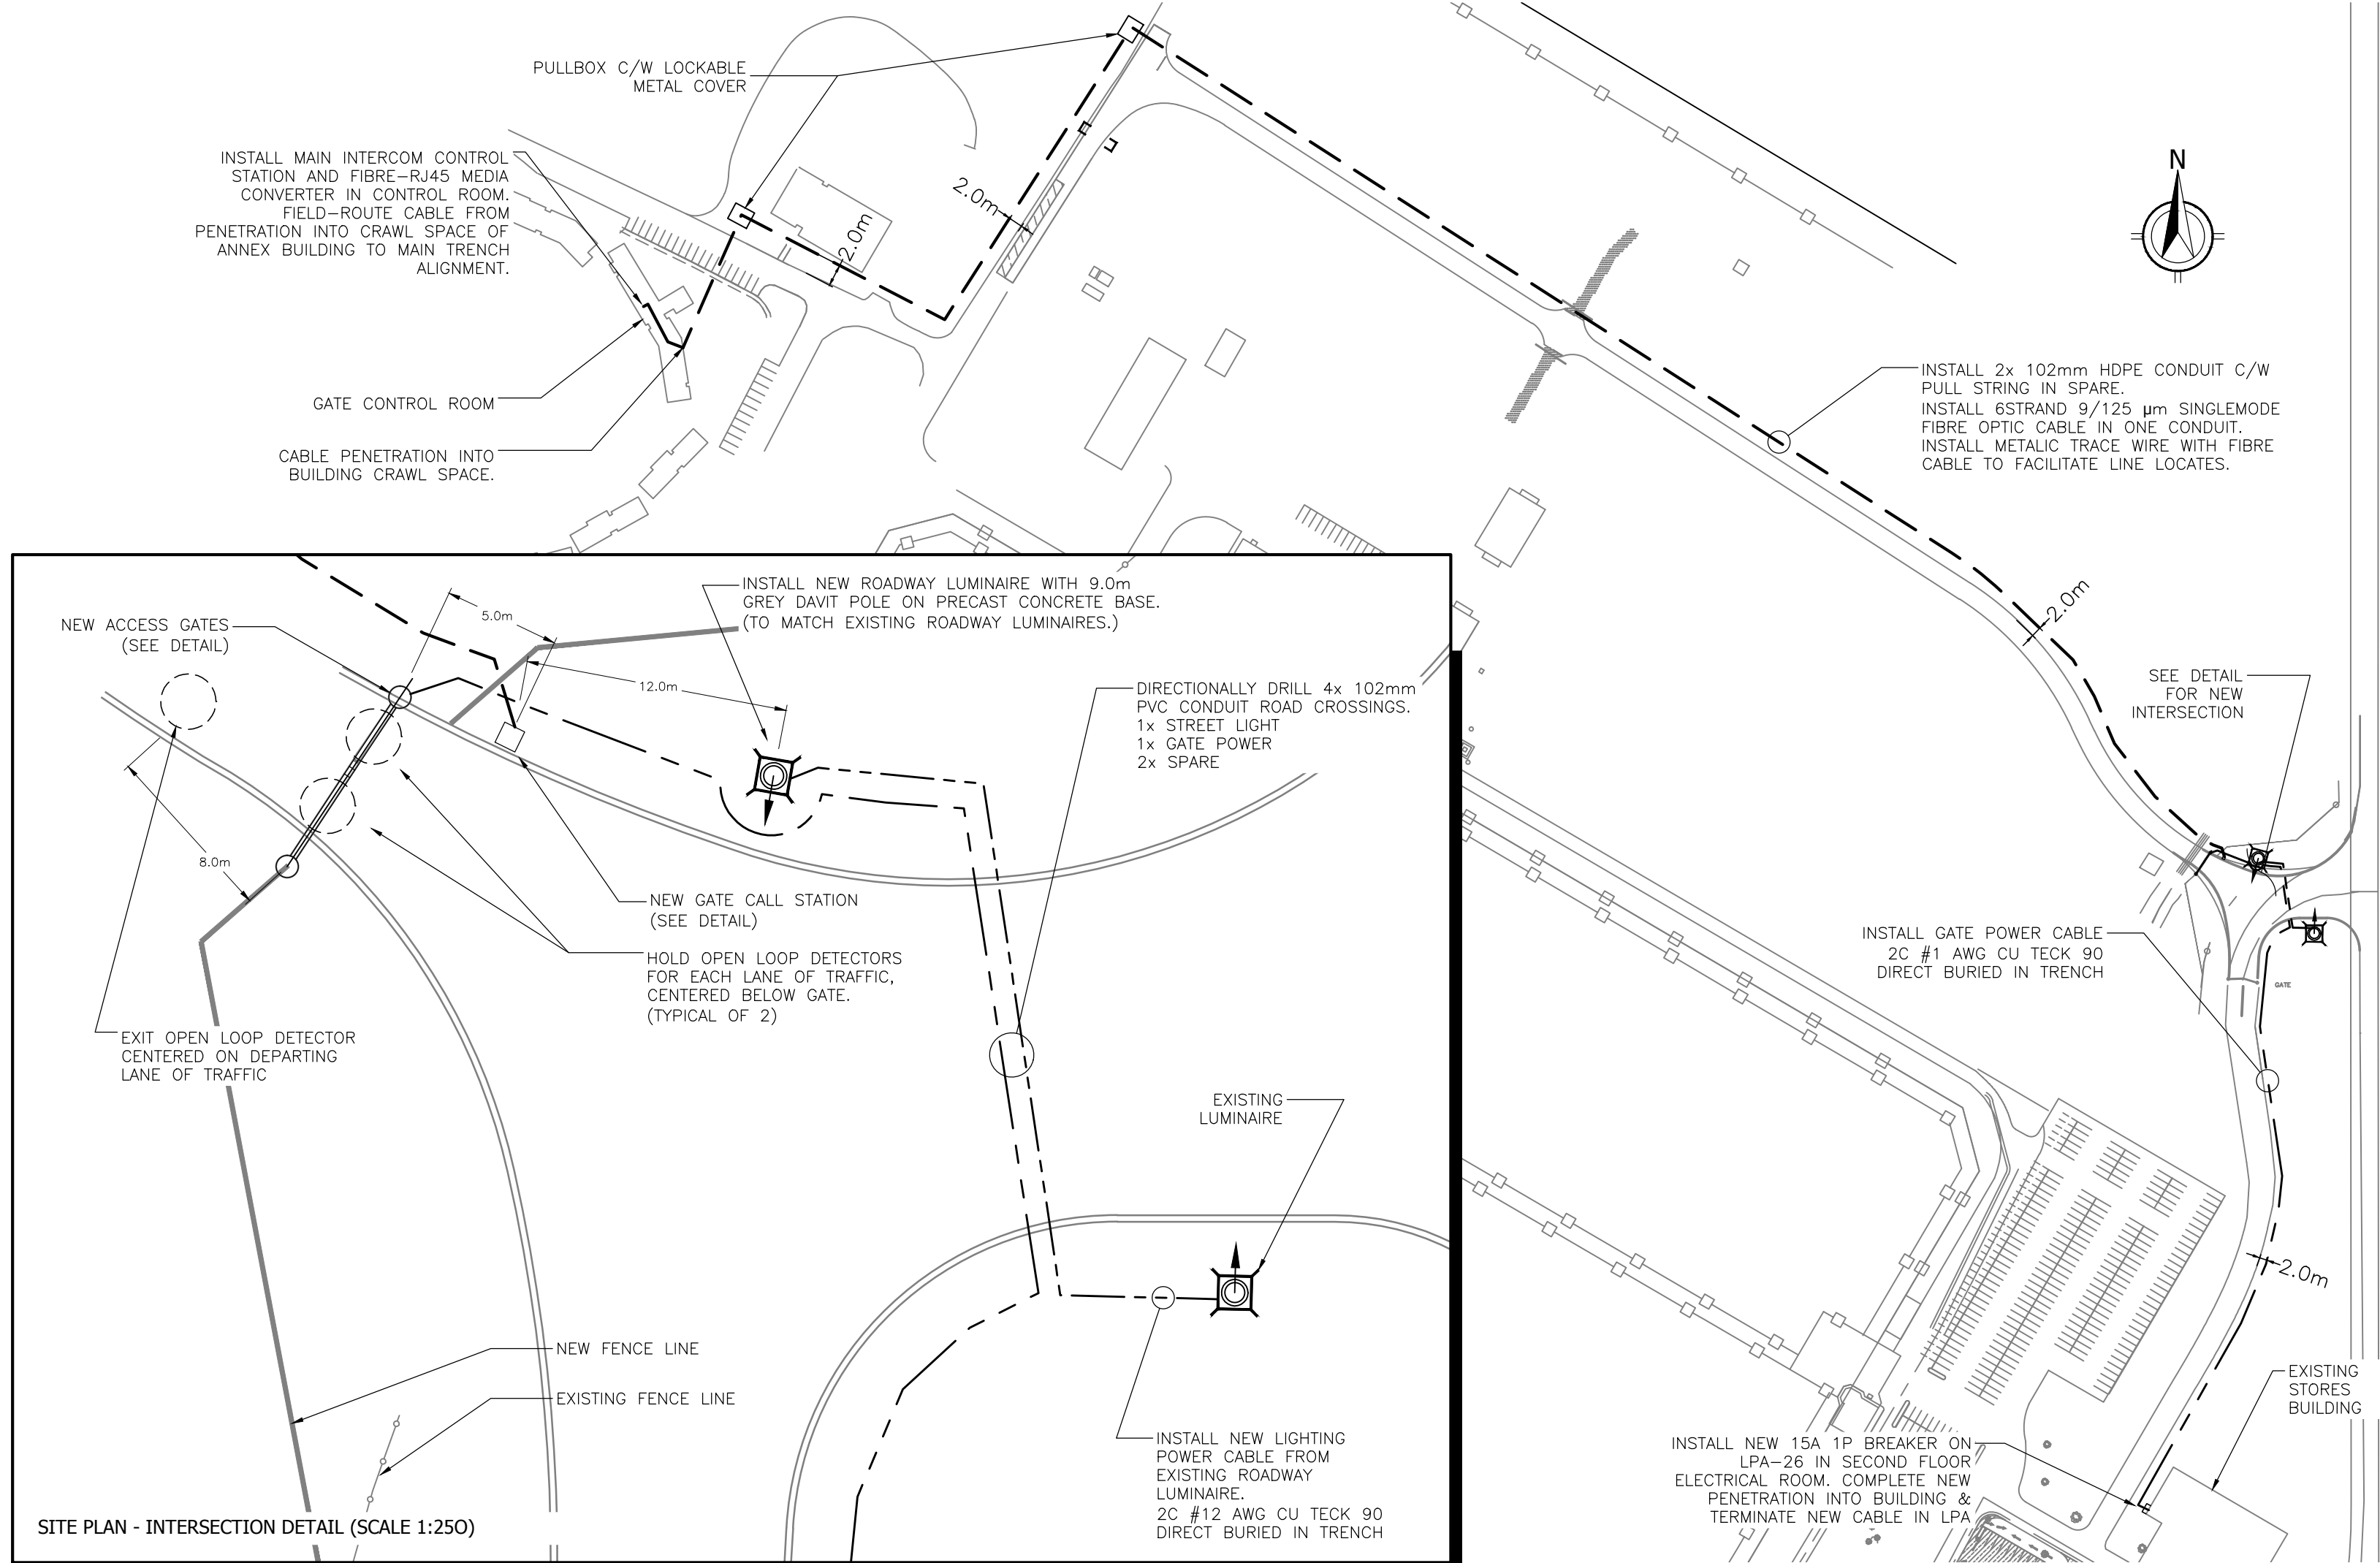 PULLBOX C/W LOCKABLE
METAL COVER
INSTALL MAIN INTERCOM CONTROL
STATION AND FIBRE-RJ45 MEDIA
CONVERTER IN CONTROL ROOM.
FIELD-ROUTE CABLE FROM
PENETRATION INTO CRAWL SPACE OF
ANNEX BUILDING TO MAIN TRENCH
ALIGNMENT.
2.0m
2.0m
N
GATE CONTROL ROOM
CABLE PENETRATION INTO
BUILDING CRAWL SPACE.
INSTALL 2x 102mm HDPE CONDUIT C/W
PULL STRING IN SPARE.
INSTALL 6STRAND 9/125 µm SINGLEMODE
FIBRE OPTIC CABLE IN ONE CONDUIT.
INSTALL METALIC TRACE WIRE WITH FIBRE
CABLE TO FACILITATE LINE LOCATES.
2.0m
SEE DETAIL
FOR NEW
INTERSECTION
INSTALL GATE POWER CABLE
2C #1 AWG CU TECK 90
DIRECT BURIED IN TRENCH
GATE
2.0m
EXISTING
STORES
BUILDING
INSTALL NEW 15A 1P BREAKER ON
LPA-26 IN SECOND FLOOR
ELECTRICAL ROOM. COMPLETE NEW
PENETRATION INTO BUILDING &
TERMINATE NEW CABLE IN LPA
INSTALL NEW ROADWAY LUMINAIRE WITH 9.0m
GREY DAVIT POLE ON PRECAST CONCRETE BASE.
(TO MATCH EXISTING ROADWAY LUMINAIRES.)
5.0m
NEW ACCESS GATES
(SEE DETAIL)
12.0m
DIRECTIONALLY DRILL 4x 102mm
PVC CONDUIT ROAD CROSSINGS.
1x STREET LIGHT
1x GATE POWER
2x SPARE
8.0m
NEW GATE CALL STATION
(SEE DETAIL)
HOLD OPEN LOOP DETECTORS
FOR EACH LANE OF TRAFFIC,
CENTERED BELOW GATE.
(TYPICAL OF 2)
EXIT OPEN LOOP DETECTOR
CENTERED ON DEPARTING
LANE OF TRAFFIC
EXISTING
LUMINAIRE
NEW FENCE LINE
EXISTING FENCE LINE
INSTALL NEW LIGHTING
POWER CABLE FROM
EXISTING ROADWAY
LUMINAIRE.
2C #12 AWG CU TECK 90
DIRECT BURIED IN TRENCH
SITE PLAN - INTERSECTION DETAIL (SCALE 1:25O)